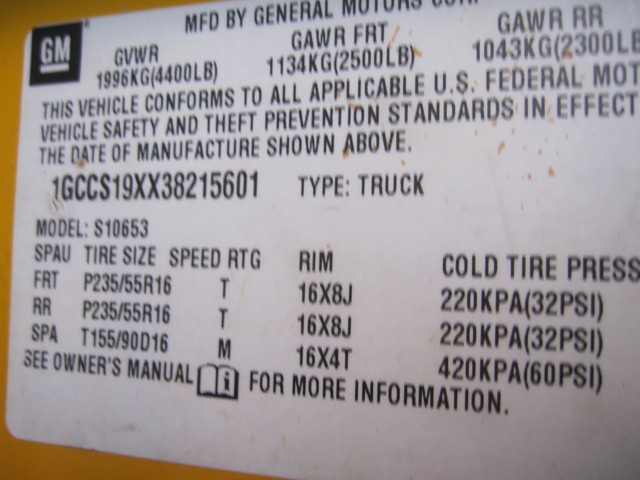 GM
MFD BY GENERAL MOTORS CORP
GVWR GAWR FRT GAWR RR
1996KG(4400LB) 1134KG(2500LB) 1043KG(2300LB
THIS VEHICLE CONFORMS TO ALL APPLICABLE U.S. FEDERAL MOT
VEHICLE SAFETY AND THEFT PREVENTION STANDARDS IN EFFECT
THE DATE OF MANUFACTURE SHOWN ABOVE.
1GCCS19XX38215601 TYPE: TRUCK
MODEL: S10653
SPAU TIRE SIZE SPEED RTG RIM COLD TIRE PRESS
FRT P235/55R16 T 16X8J 220KPA(32PSI)
RR P235/55R16 T 16X8J 220KPA(32PSI)
SPA T155/90D16 M 16X4T 420KPA(60PSI)
SEE OWNER'S MANUAL i FOR MORE INFORMATION.